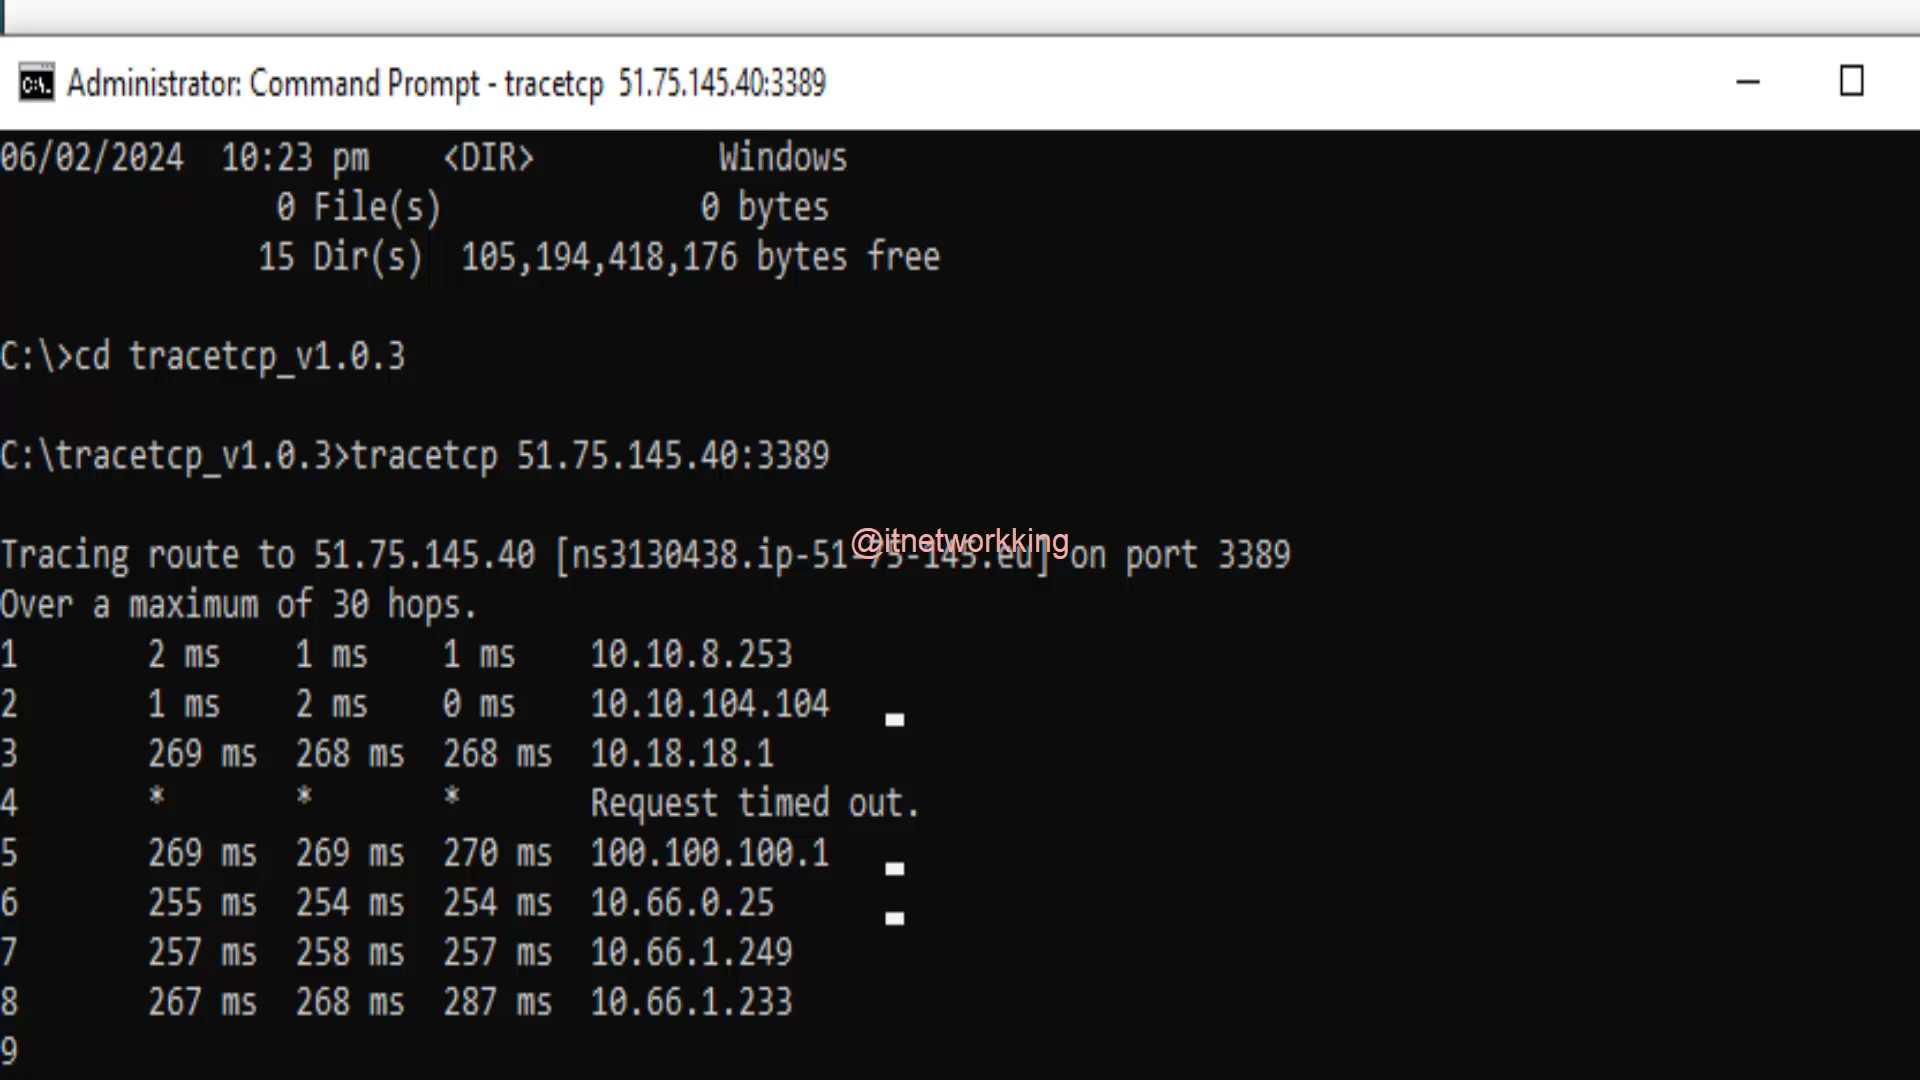 Administrator: Command Prompt - tracetcp 51.75.145.40:3389
06/02/2024 10:23 pm <DIR> Windows
0 File(s) 0 bytes
15 Dir(s) 105,194,418,176 bytes free
C:\>cd tracetcp_v1.0.3
C:\tracetcp_v1.0.3>tracetcp 51.75.145.40:3389
@itnetworkking
Tracing route to 51.75.145.40 [ns3130438.ip-51-75-145.eu] on port 3389
Over a maximum of 30 hops.
1 2 ms 1 ms 1 ms 10.10.8.253
2 1 ms 2 ms 0 ms 10.10.104.104
3 269 ms 268 ms 268 ms 10.18.18.1
4 * * * Request timed out.
5 269 ms 269 ms 270 ms 100.100.100.1
6 255 ms 254 ms 254 ms 10.66.0.25
7 257 ms 258 ms 257 ms 10.66.1.249
8 267 ms 268 ms 287 ms 10.66.1.233
9